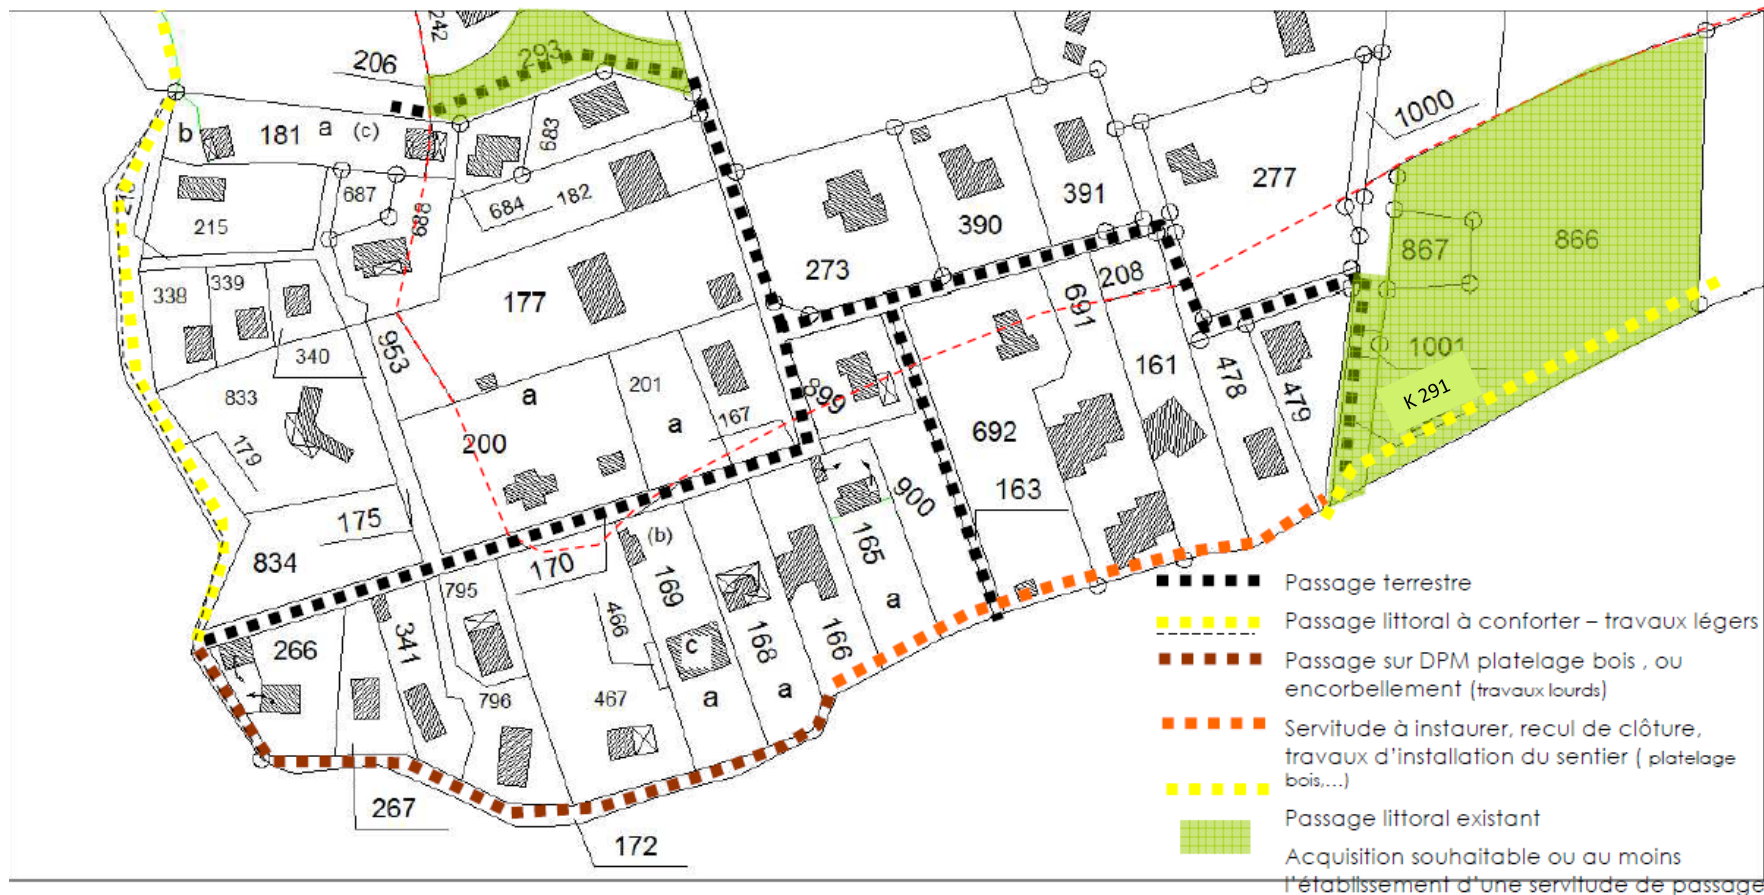 242
293
206
b
181
a
(c)
683
1000
687
688
684
182
215
390
391
277
867
866
273
208
338
339
177
691
340
953
161
1001
478
479
833
a
201
899
K 291
167
a
179
200
692
900
163
175
(b)
834
170
165
795
169
466
a
Passage terrestre
168
166
Passage littoral à conforter – travaux légers
266
341
c
Passage sur DPM platelage bois , ou
encorbellement (travaux lourds)
796
467
a
a
Servitude à instaurer, recul de clôture,
travaux d'installation du sentier ( platelage
bois,...)
267
Passage littoral existant
172
Acquisition souhaitable ou au moins
l'établissement d'une servitude de passage